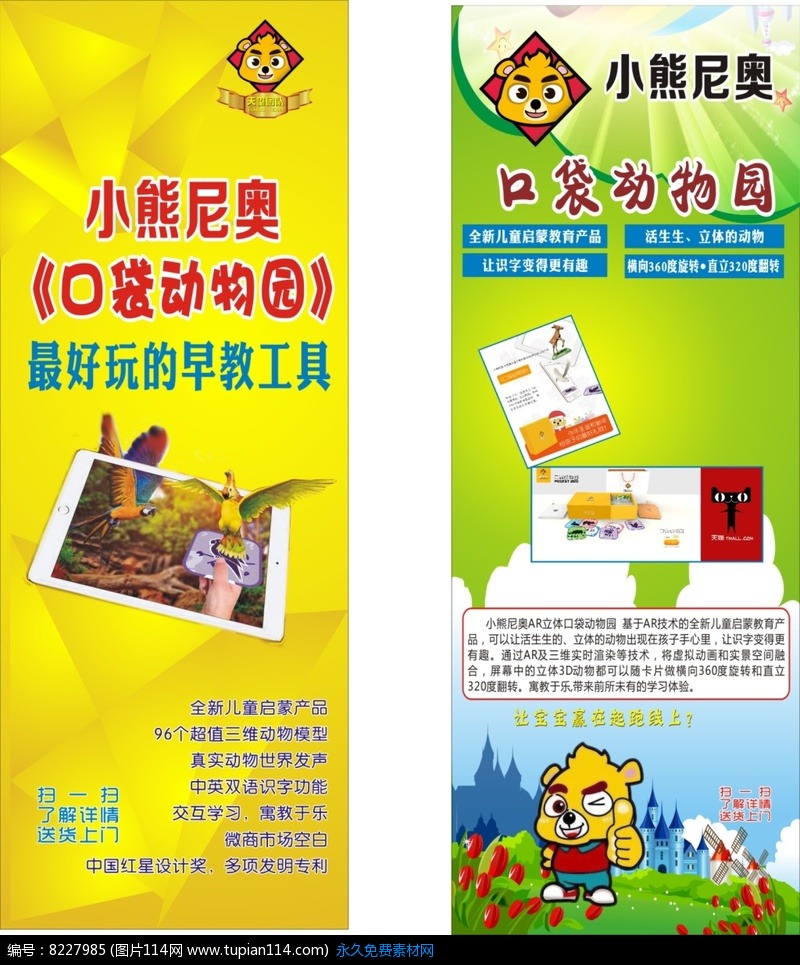 天邸团队
小熊尼奥
《口袋动物园》
最好玩的早教工具
全新儿童启蒙产品
96个超值三维动物模型
真实动物世界发声
中英双语识字功能
交互学习，寓教于乐
微商市场空白
中国红星设计奖，多项发明专利
扫一扫
了解详情
送货上门
小熊尼奥
口袋动物园
全新儿童启蒙教育产品
活生生、立体的动物
让识字变得更有趣
横向360度旋转•直立320度翻转
天猫 TMALL.COM
小熊尼奥AR立体口袋动物园 基于AR技术的全新儿童启蒙教育产
品，可以让活生生的、立体的动物出现在孩子手心里，让识字变得更
有趣。通过AR及三维实时渲染等技术，将虚拟动画和实景空间融
合，屏幕中的立体3D动物都可以随卡片做横向360度旋转和直立
320度翻转。寓教于乐,带来前所未有的学习体验。
让宝宝赢在起跑线上？
扫一扫
了解详情
送货上门
编号：8227985 (图片114网 www.tupian114.com) 永久免费素材网